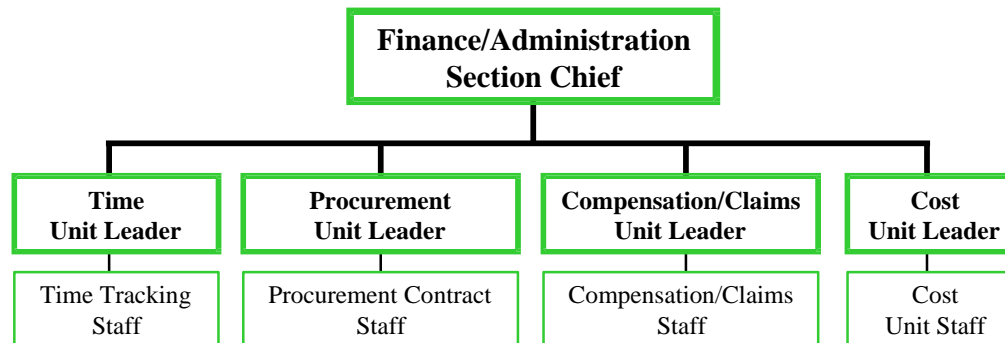 Finance/Administration
Section Chief
Time
Unit Leader
Procurement
Unit Leader
Compensation/Claims
Unit Leader
Cost
Unit Leader
Time Tracking
Staff
Procurement Contract
Staff
Compensation/Claims
Staff
Cost
Unit Staff